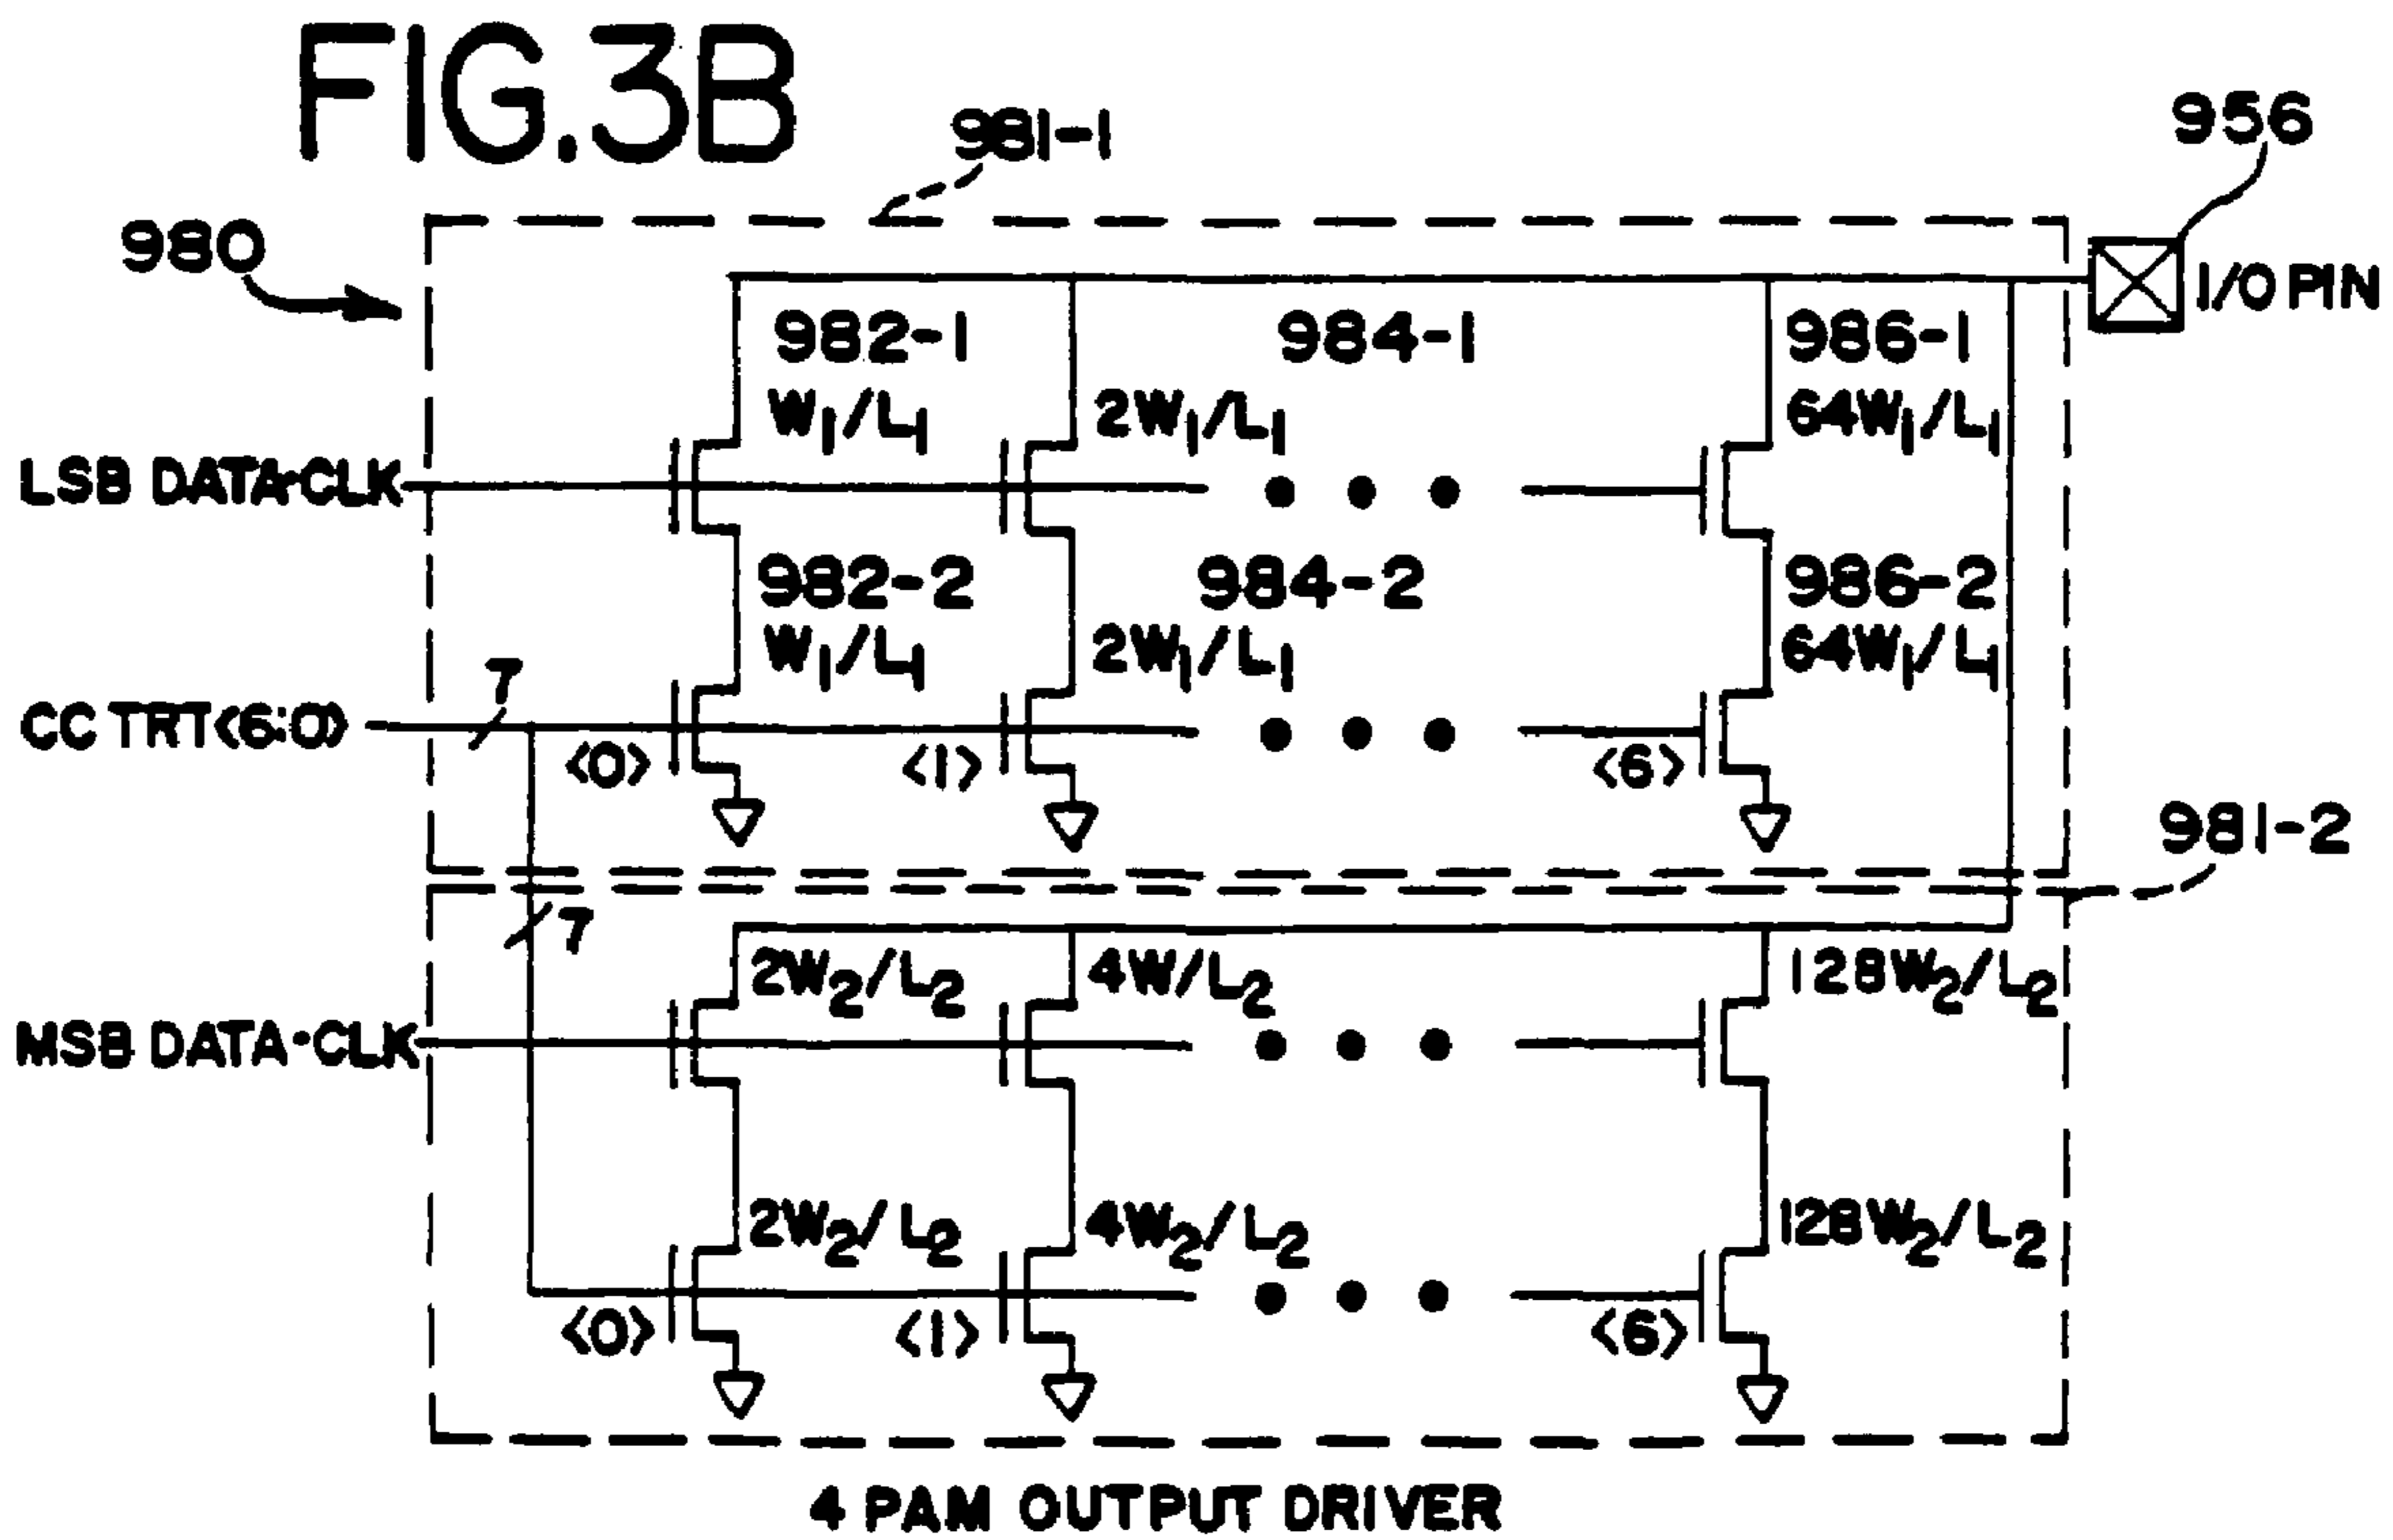 FIG.3B
981-1
956
980
I/O PIN
982-1
984-1
986-1
W1/L1
2W1/L1
64W1/L1
LSB DATA·CLK
982-2
984-2
986-2
W1/L1
2W1/L1
64W1/L1
7
CCTRT<6:0>
<0>
<1>
<6>
981-2
7
2W2/L2
4W/L2
128W2/L2
MSB DATA·CLK
2W2/L2
4W2/L2
128W2/L2
<0>
<1>
<6>
4 PAM OUTPUT DRIVER